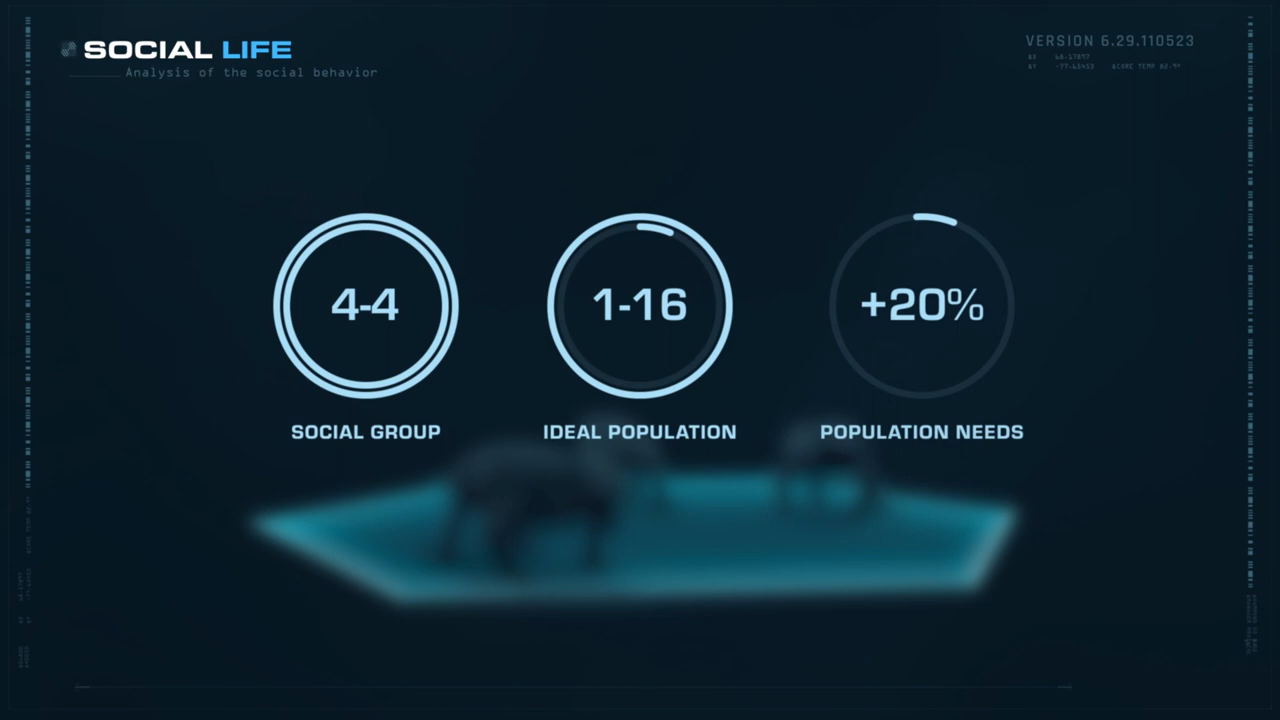 SOCIAL LIFE
Analysis of the social behavior
VERSION 6.29.110523
4-4
1-16
+20%
SOCIAL GROUP
IDEAL POPULATION
POPULATION NEEDS